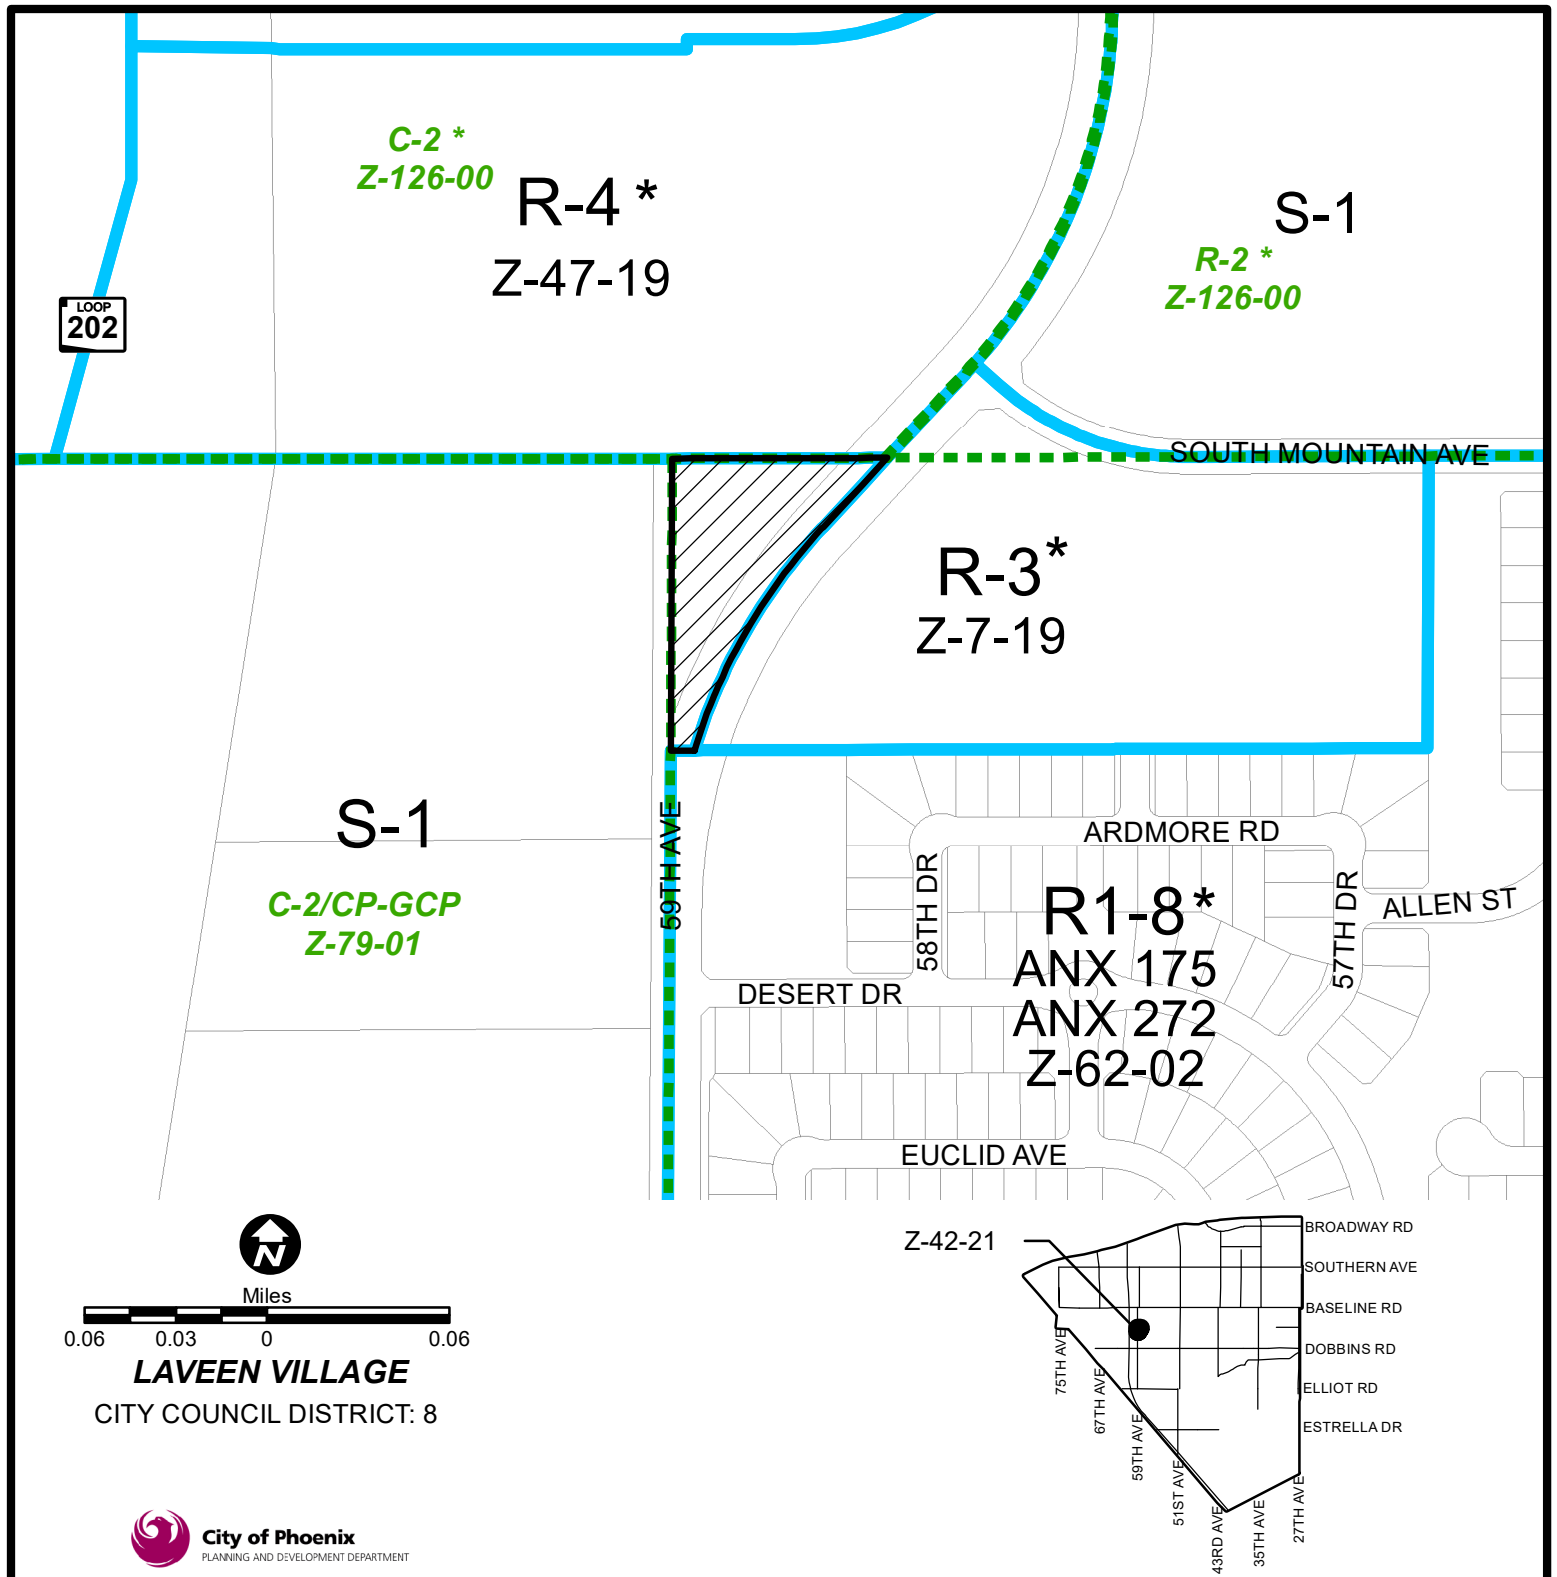 C-2 *
Z-126-00
R-4 *
Z-47-19
S-1
R-2 *
Z-126-00
LOOP
202
SOUTH MOUNTAIN AVE
R-3*
Z-7-19
S-1
C-2/CP-GCP
Z-79-01
59TH AVE
ARDMORE RD
58TH DR
57TH DR
ALLEN ST
R1-8*
ANX 175
ANX 272
Z-62-02
DESERT DR
EUCLID AVE
N
Miles
0.06 0.03 0 0.06
LAVEEN VILLAGE
CITY COUNCIL DISTRICT: 8
Z-42-21
BROADWAY RD
SOUTHERN AVE
BASELINE RD
DOBBINS RD
ELLIOT RD
ESTRELLA DR
75TH AVE
67TH AVE
59TH AVE
51ST AVE
43RD AVE
35TH AVE
27TH AVE
City of Phoenix
PLANNING AND DEVELOPMENT DEPARTMENT